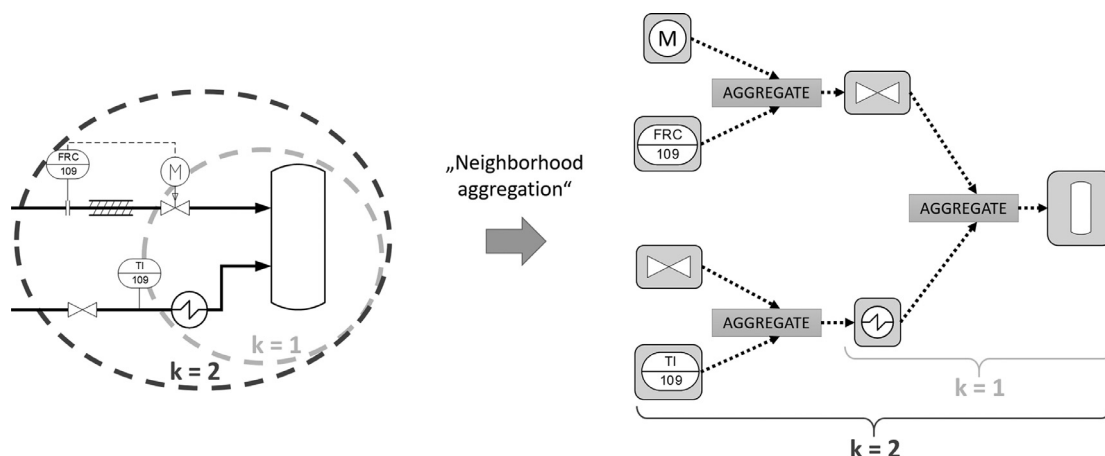 FRC
109
M
TI
109
k = 1
k = 2
„Neighborhood
aggregation“
M
AGGREGATE
FRC
109
AGGREGATE
AGGREGATE
TI
109
k = 1
k = 2